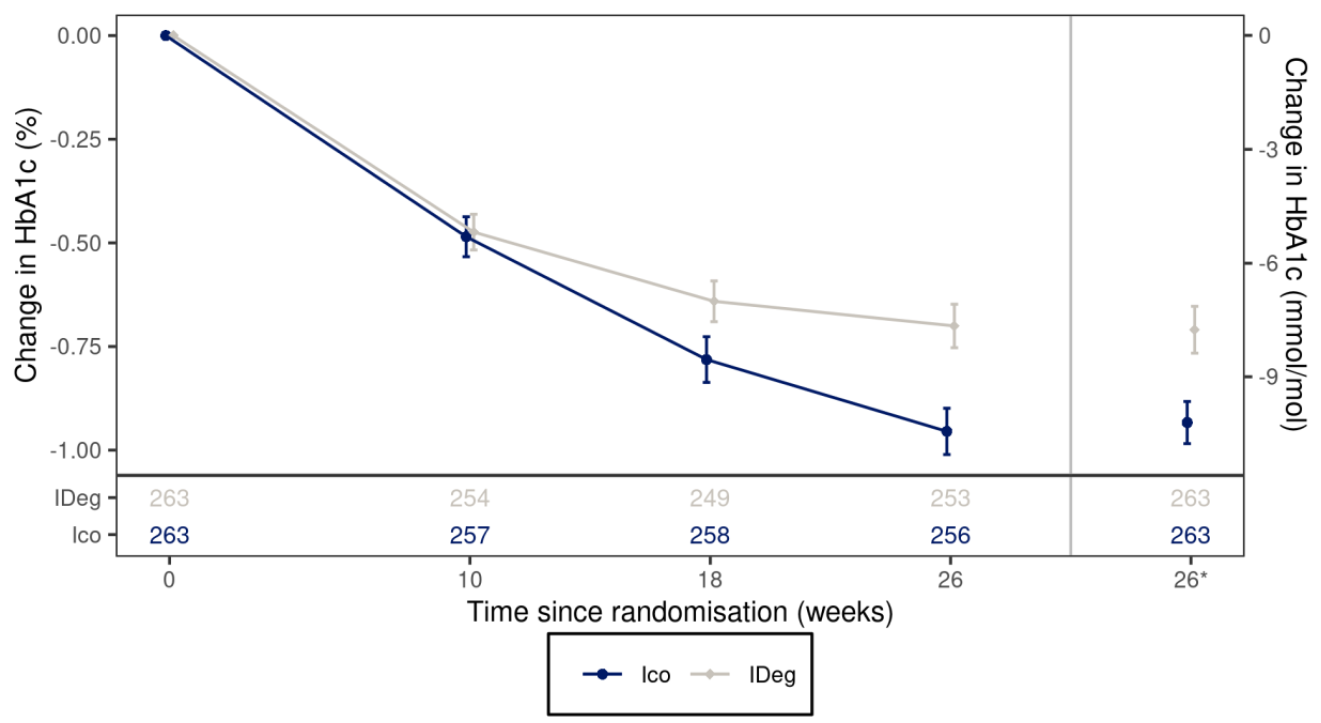 Change in HbA1c (%)
0.00
-0.25
-0.50
-0.75
-1.00
0
-3
-6
-9
Change in HbA1c (mmol/mol)
IDeg 263 254 249 253 263
Ico 263 257 258 256 263
0 10 18 26 26*
Time since randomisation (weeks)
Ico IDeg